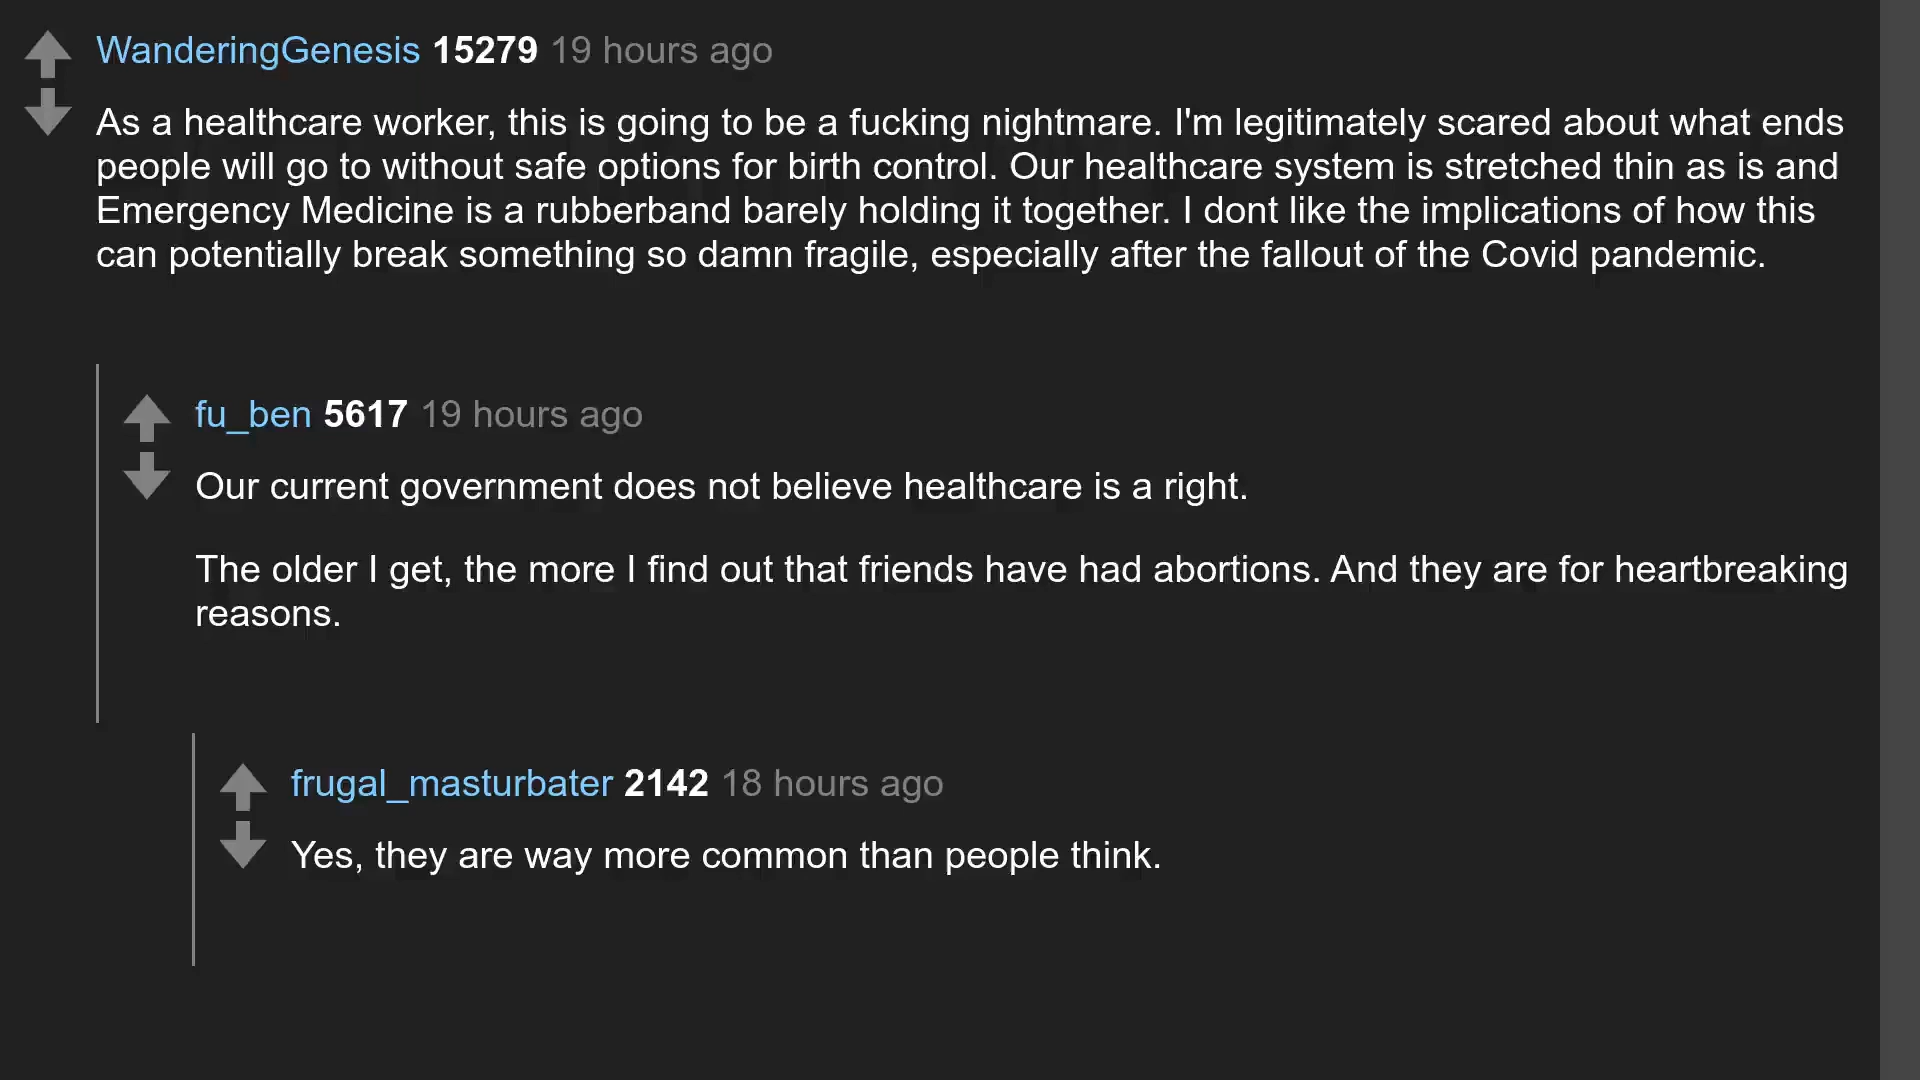 WanderingGenesis 15279 19 hours ago
As a healthcare worker, this is going to be a fucking nightmare. I'm legitimately scared about what ends
people will go to without safe options for birth control. Our healthcare system is stretched thin as is and
Emergency Medicine is a rubberband barely holding it together. I dont like the implications of how this
can potentially break something so damn fragile, especially after the fallout of the Covid pandemic.
fu_ben 5617 19 hours ago
Our current government does not believe healthcare is a right.
The older I get, the more I find out that friends have had abortions. And they are for heartbreaking
reasons.
frugal_masturbater 2142 18 hours ago
Yes, they are way more common than people think.